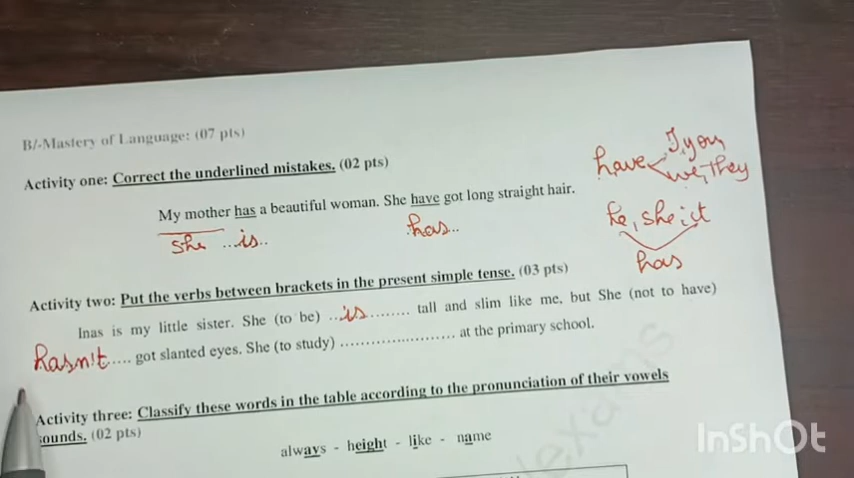 B/-Mastery of Language: (07 pts)
Activity one: Correct the underlined mistakes. (02 pts)
My mother has a beautiful woman. She have got long straight hair.
She ...is.. has..
have I, you
we, They
he, she, it
has
Activity two: Put the verbs between brackets in the present simple tense. (03 pts)
Inas is my little sister. She (to be) ..is......... tall and slim like me, but She (not to have)
hasn't.... got slanted eyes. She (to study) ........................ at the primary school.
Activity three: Classify these words in the table according to the pronunciation of their vowels
sounds. (02 pts)
always - height - like - name
InShOt